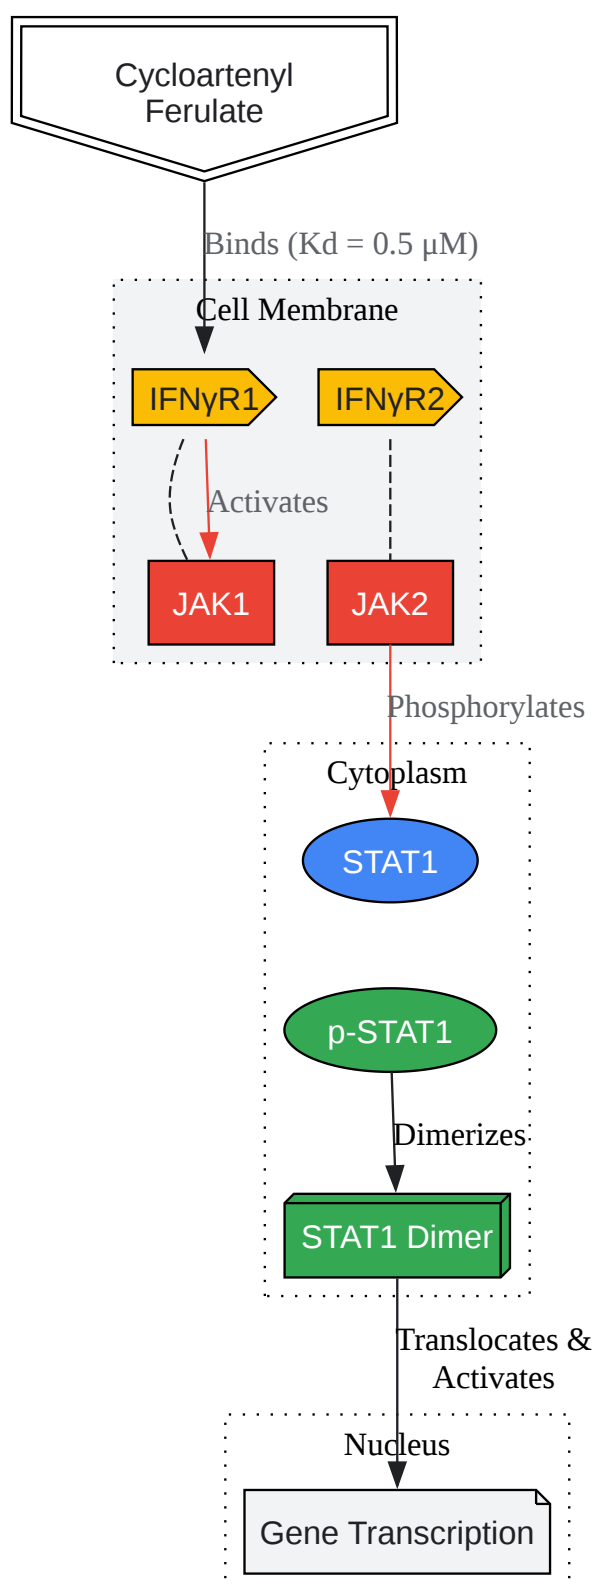 Cycloartenyl
Ferulate
Binds (Kd = 0.5 μM)
Cell Membrane
IFNγR1
IFNγR2
Activates
JAK1
JAK2
Phosphorylates
Cytoplasm
STAT1
p-STAT1
Dimerizes
STAT1 Dimer
Translocates &
Activates
Nucleus
Gene Transcription